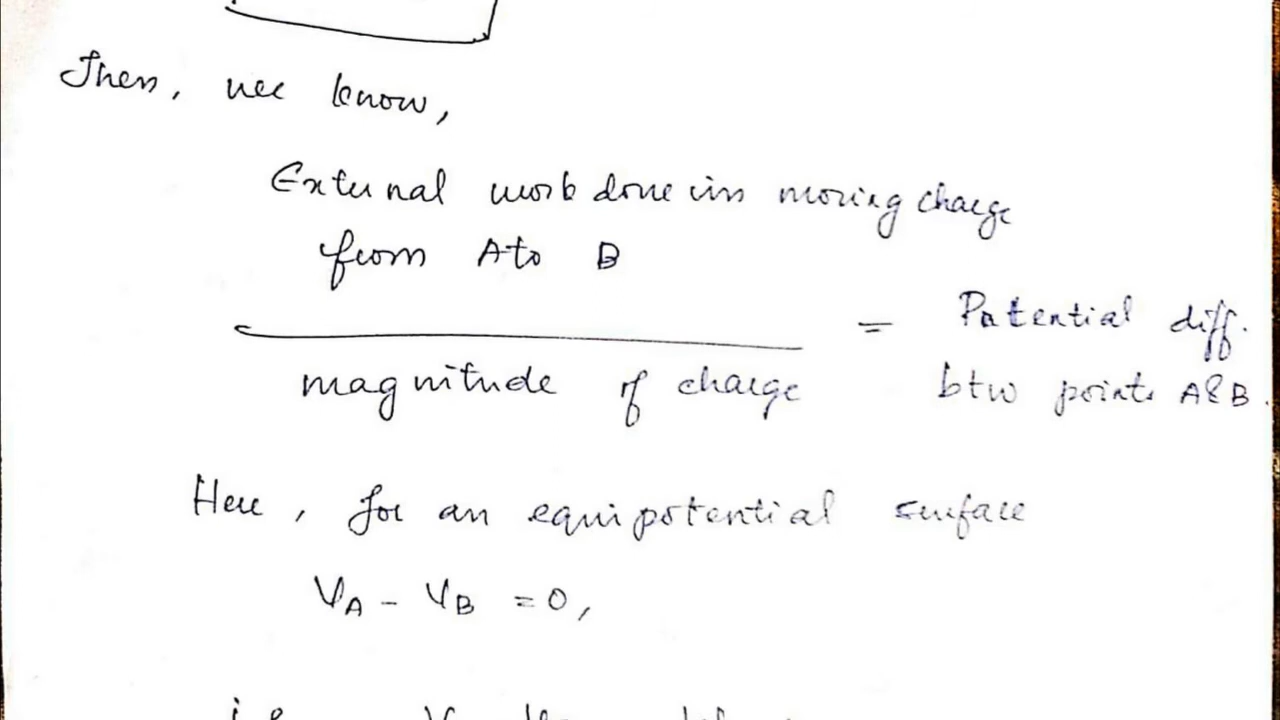 Then, we know,
External work done in moving charge
from A to B
magnitude of charge
= Potential diff.
btw points A & B.
Here, for an equipotential surface
VA - VB = 0,